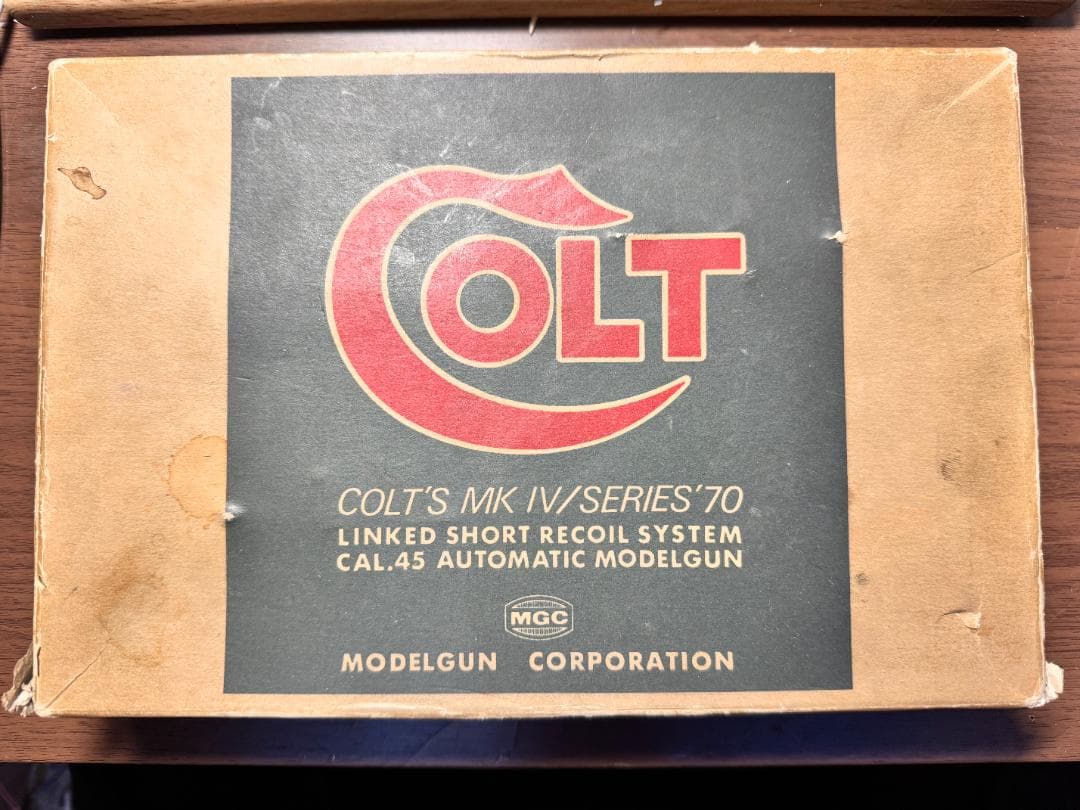 COLT
COLT'S MK IV/SERIES'70
LINKED SHORT RECOIL SYSTEM
CAL.45 AUTOMATIC MODELGUN
MGC
MODELGUN CORPORATION